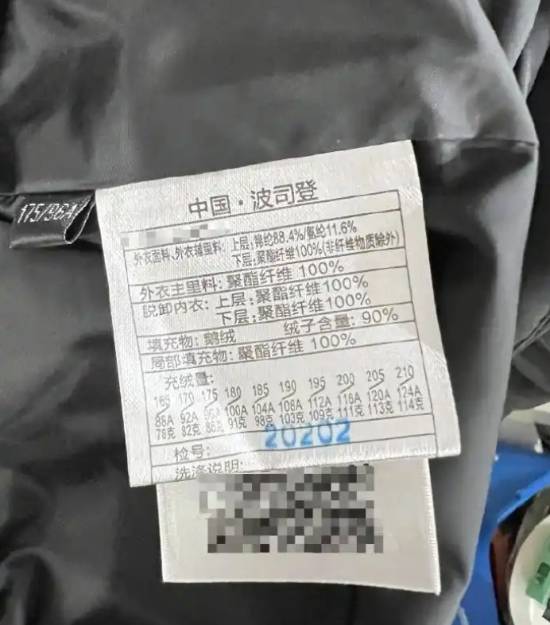 175/96A
中国·波司登
外衣面料、外衣辅里料: 上层:锦纶88.4%/氨纶11.6%
下层:聚酯纤维100%(非纤维物质除外)
外衣主里料: 聚酯纤维 100%
脱卸内衣: 上层:聚酯纤维100%
下层:聚酯纤维100%
填充物: 鹅绒 绒子含量: 90%
局部填充物: 聚酯纤维 100%
充绒量:
165 170 175 180 185 190 195 200 205 210
88A 92A 96A 100A 104A 108A 112A 116A 120A 124A
78克 82克 86克 91克 98克 103克 109克 111克 113克 114克
检号: 20202
洗涤说明: